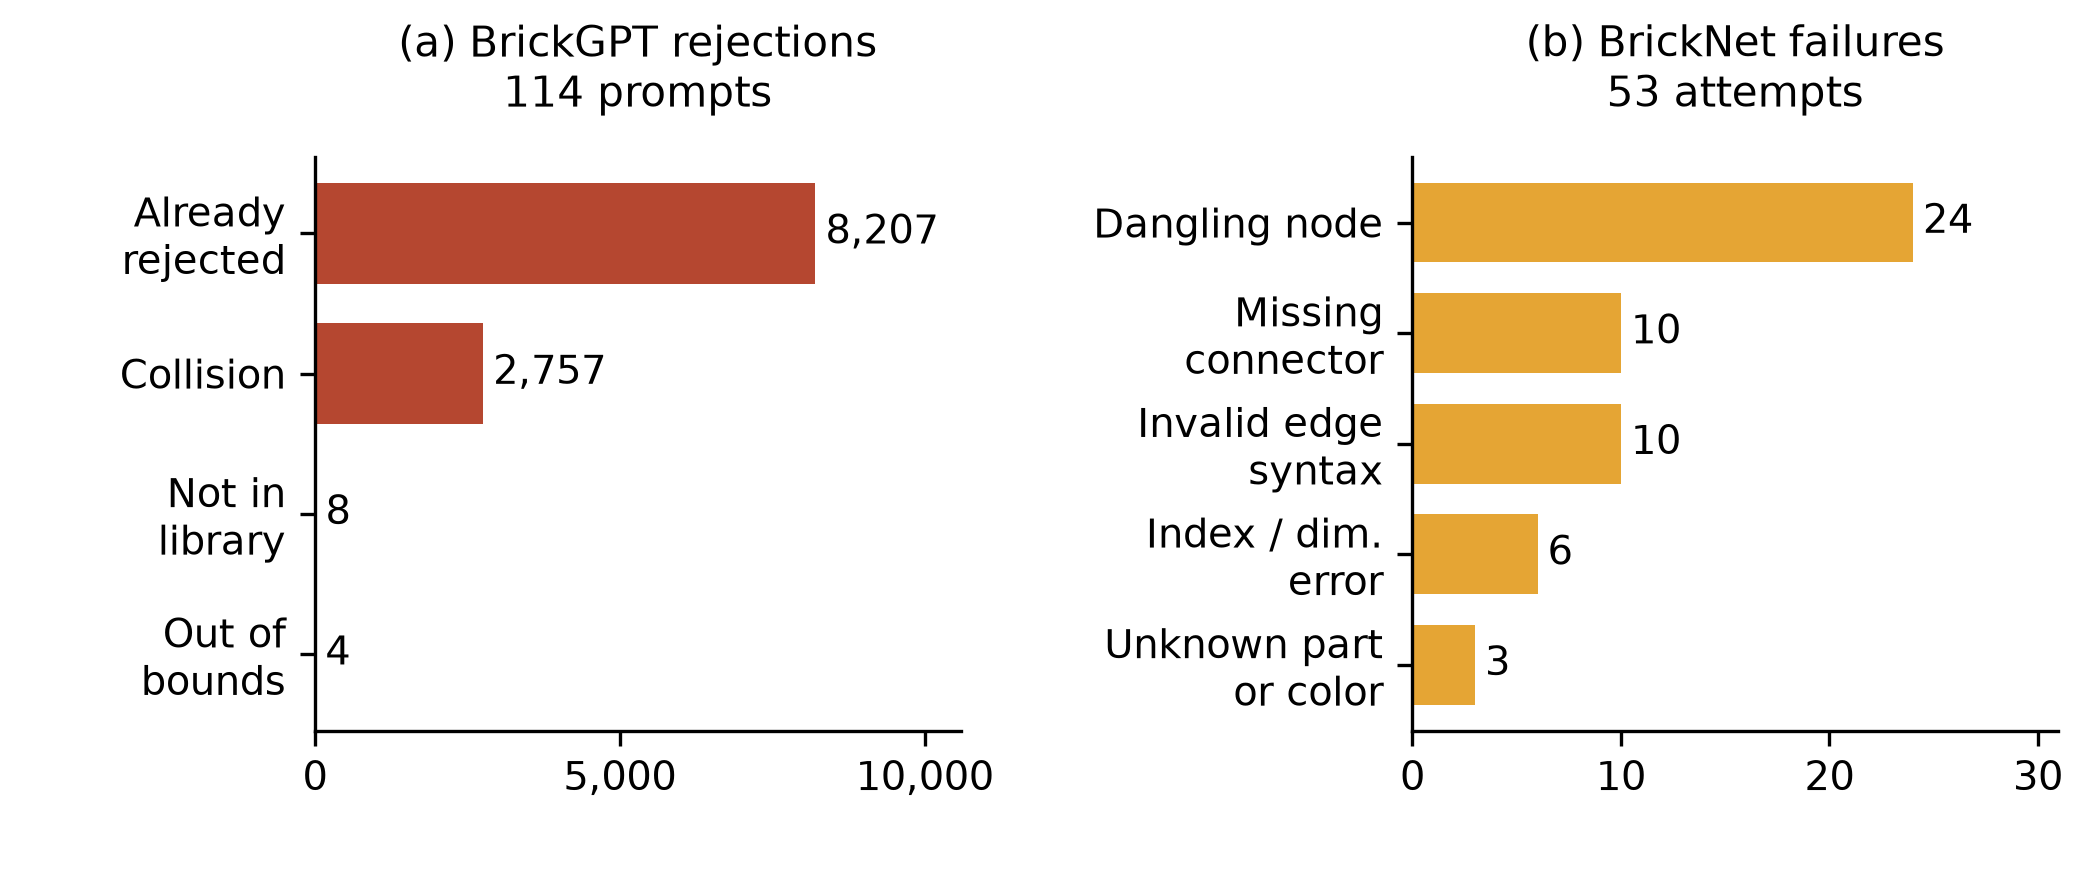 (a) BrickGPT rejections
114 prompts
Already
rejected
8,207
Collision
2,757
Not in
library
8
Out of
bounds
4
0
5,000
10,000
(b) BrickNet failures
53 attempts
Dangling node
24
Missing
connector
10
Invalid edge
syntax
10
Index / dim.
error
6
Unknown part
or color
3
0
10
20
30